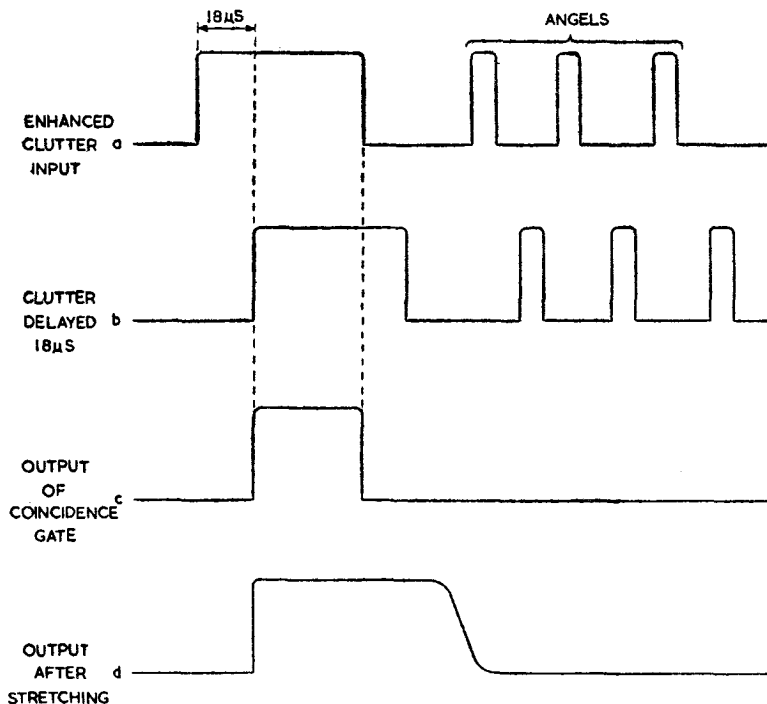 18µS
ANGELS
ENHANCED
CLUTTER a
INPUT
CLUTTER
DELAYED b
18µS
OUTPUT
OF c
COINCIDENCE
GATE
OUTPUT
AFTER d
STRETCHING